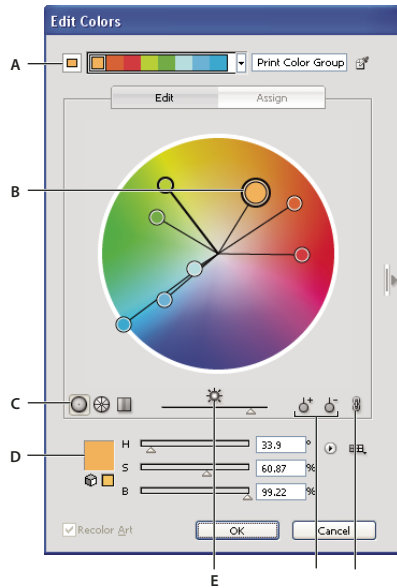 Edit Colors
A
Print Color Group
Edit Assign
B
C
D
H 33.9 °
S 60.87 %
B 99.22 %
Recolor Art OK Cancel
E